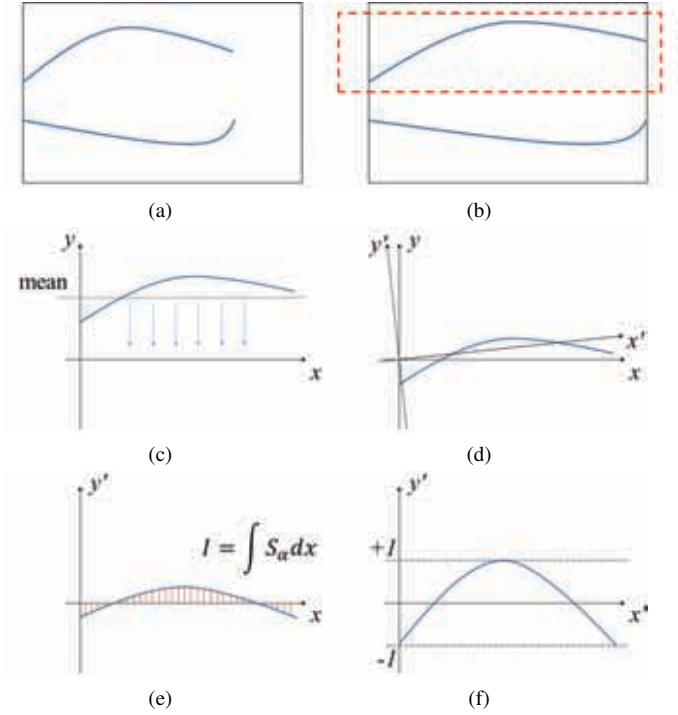 (a)
(b)
y
mean
x
(c)
y' y
x'
x
(d)
y'
I = ∫ Sα dx
x
(e)
y'
+1
x'
-1
(f)